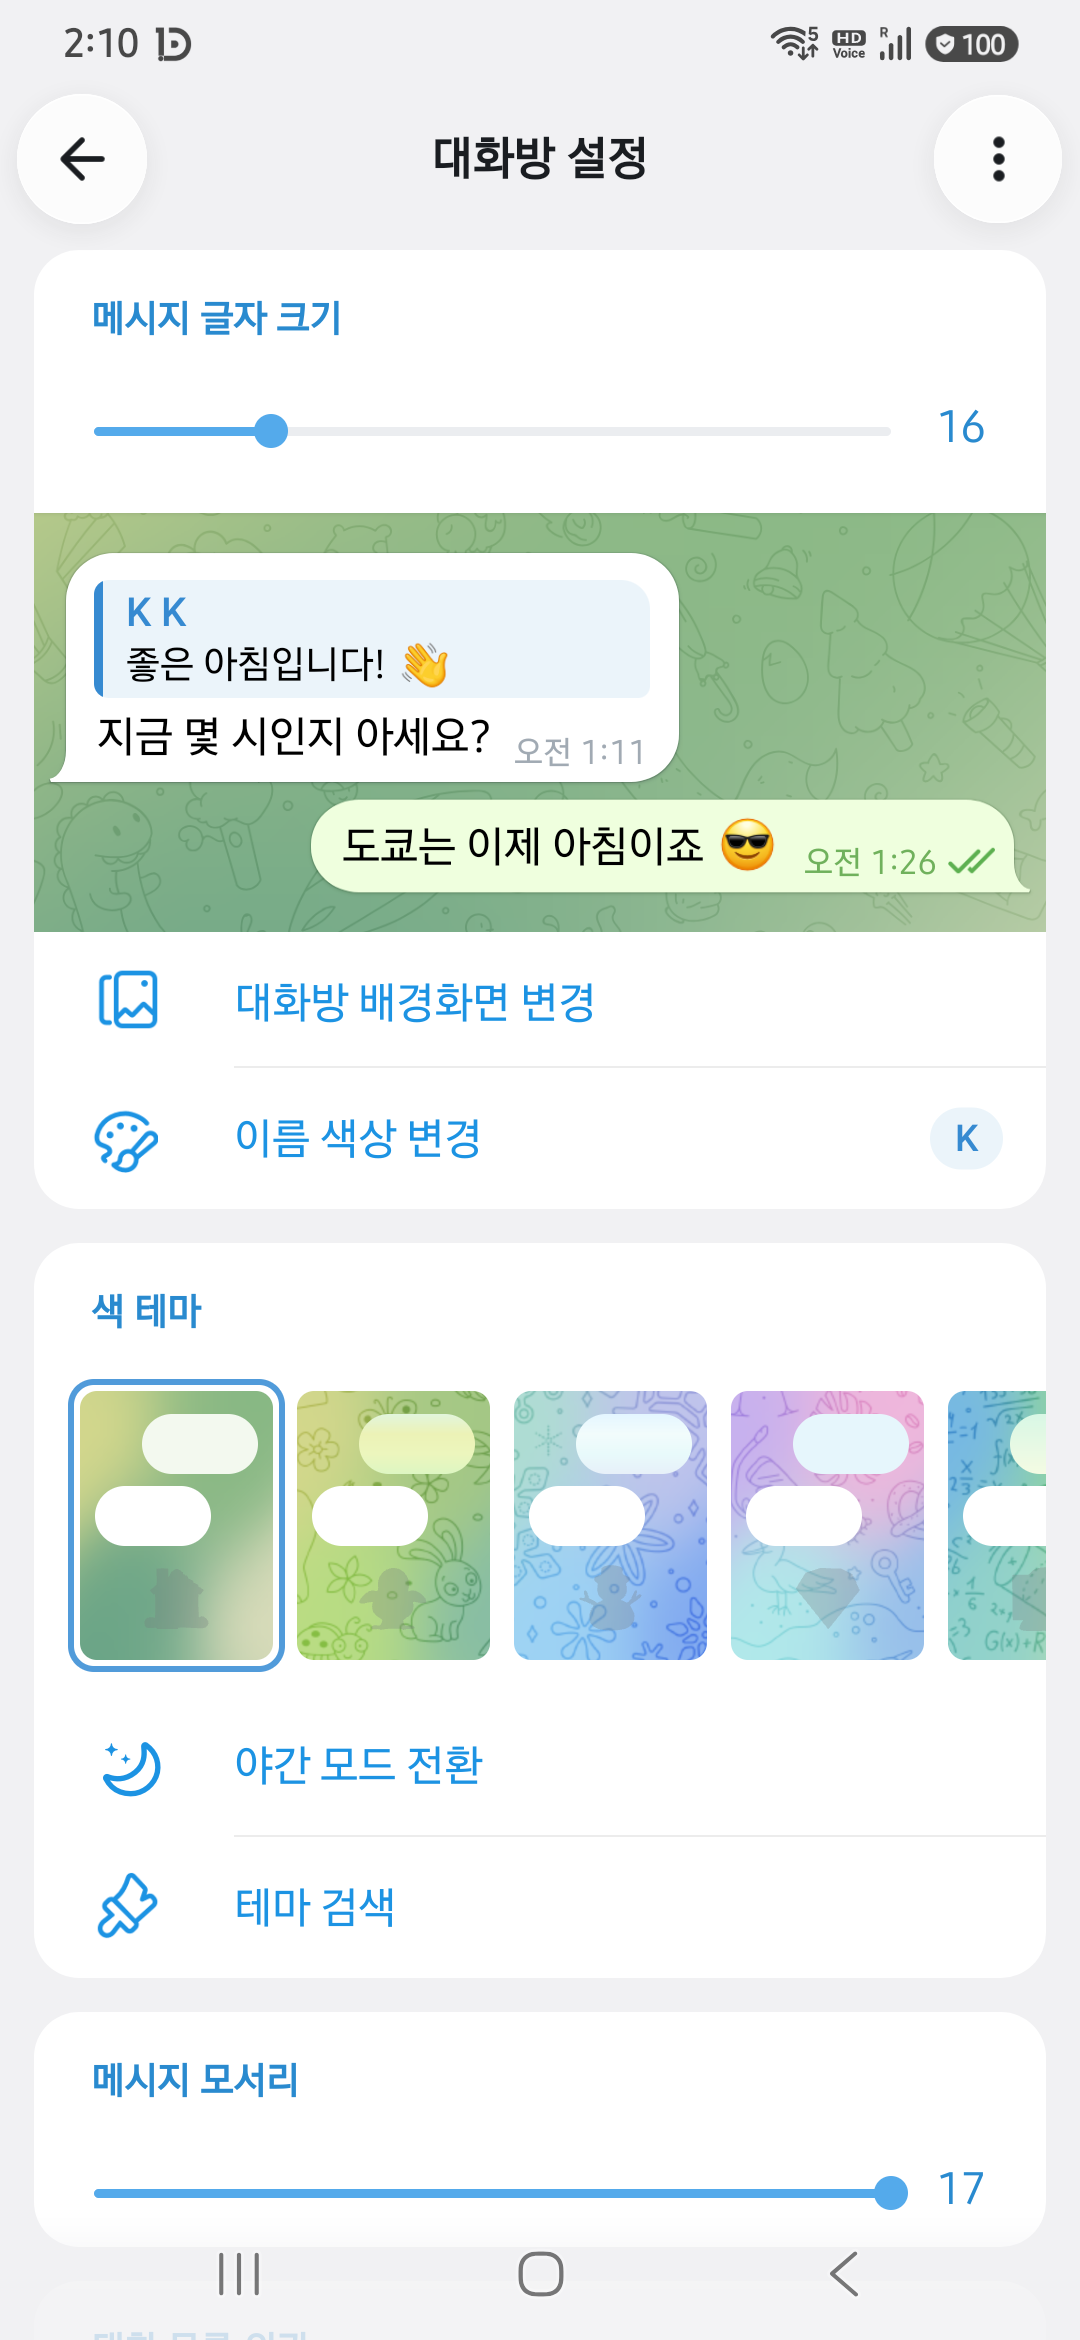 2:10
5
HD
Voice
R
100
대화방 설정
메시지 글자 크기
16
K K
좋은 아침입니다! 👋
지금 몇 시인지 아세요?
오전 1:11
도쿄는 이제 아침이죠 😎
오전 1:26
대화방 배경화면 변경
이름 색상 변경
K
색 테마
G(x)+R
야간 모드 전환
테마 검색
메시지 모서리
17